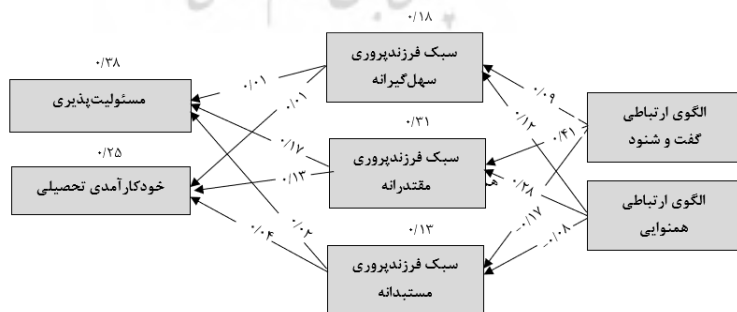 ۰/۱۸
سبک فرزندپروری
سهل‌گیرانه
۰/۳۸
مسئولیت‌پذیری
۰/۲۵
خودکارآمدی تحصیلی
۰/۳۱
سبک فرزندپروری
مقتدرانه
۰/۱۳
سبک فرزندپروری
مستبدانه
الگوی ارتباطی
گفت و شنود
الگوی ارتباطی
همنوایی
۰/۰۹
۰/۱۲
۰/۴۱
۰/۲۸
-۰/۱۷
-۰/۰۸
۰/۰۱
۰/۰۱
۰/۱۷
۰/۱۳
۰/۰۲
۰/۰۴